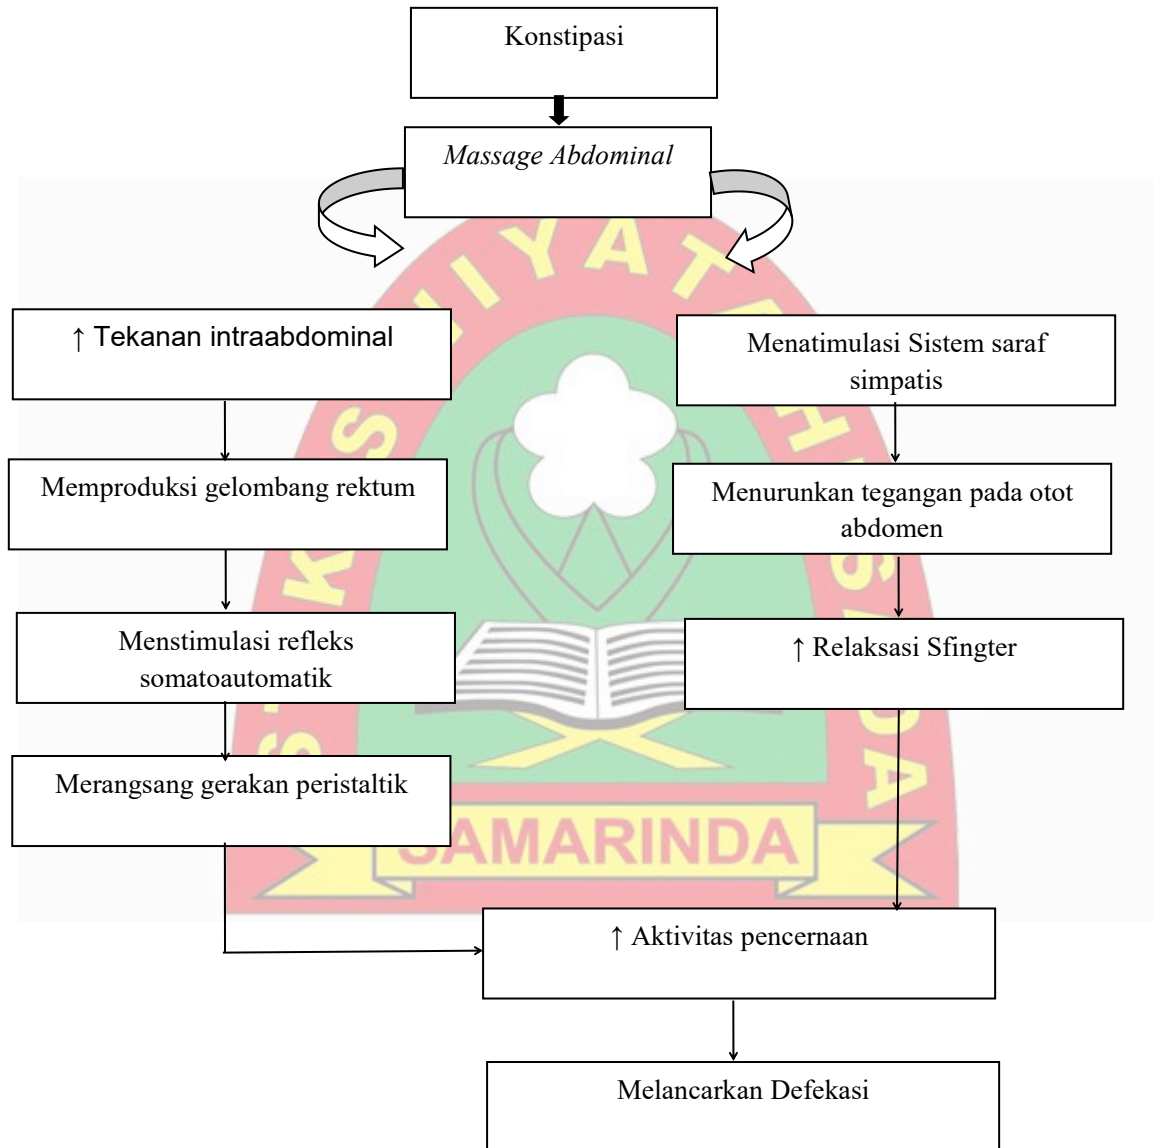 Konstipasi
Massage Abdominal
↑ Tekanan intraabdominal
Menatimulasi Sistem saraf
simpatis
Memproduksi gelombang rektum
Menurunkan tegangan pada otot
abdomen
Menstimulasi refleks
somatoautomatik
↑ Relaksasi Sfingter
Merangsang gerakan peristaltik
SAMARINDA
↑ Aktivitas pencernaan
Melancarkan Defekasi